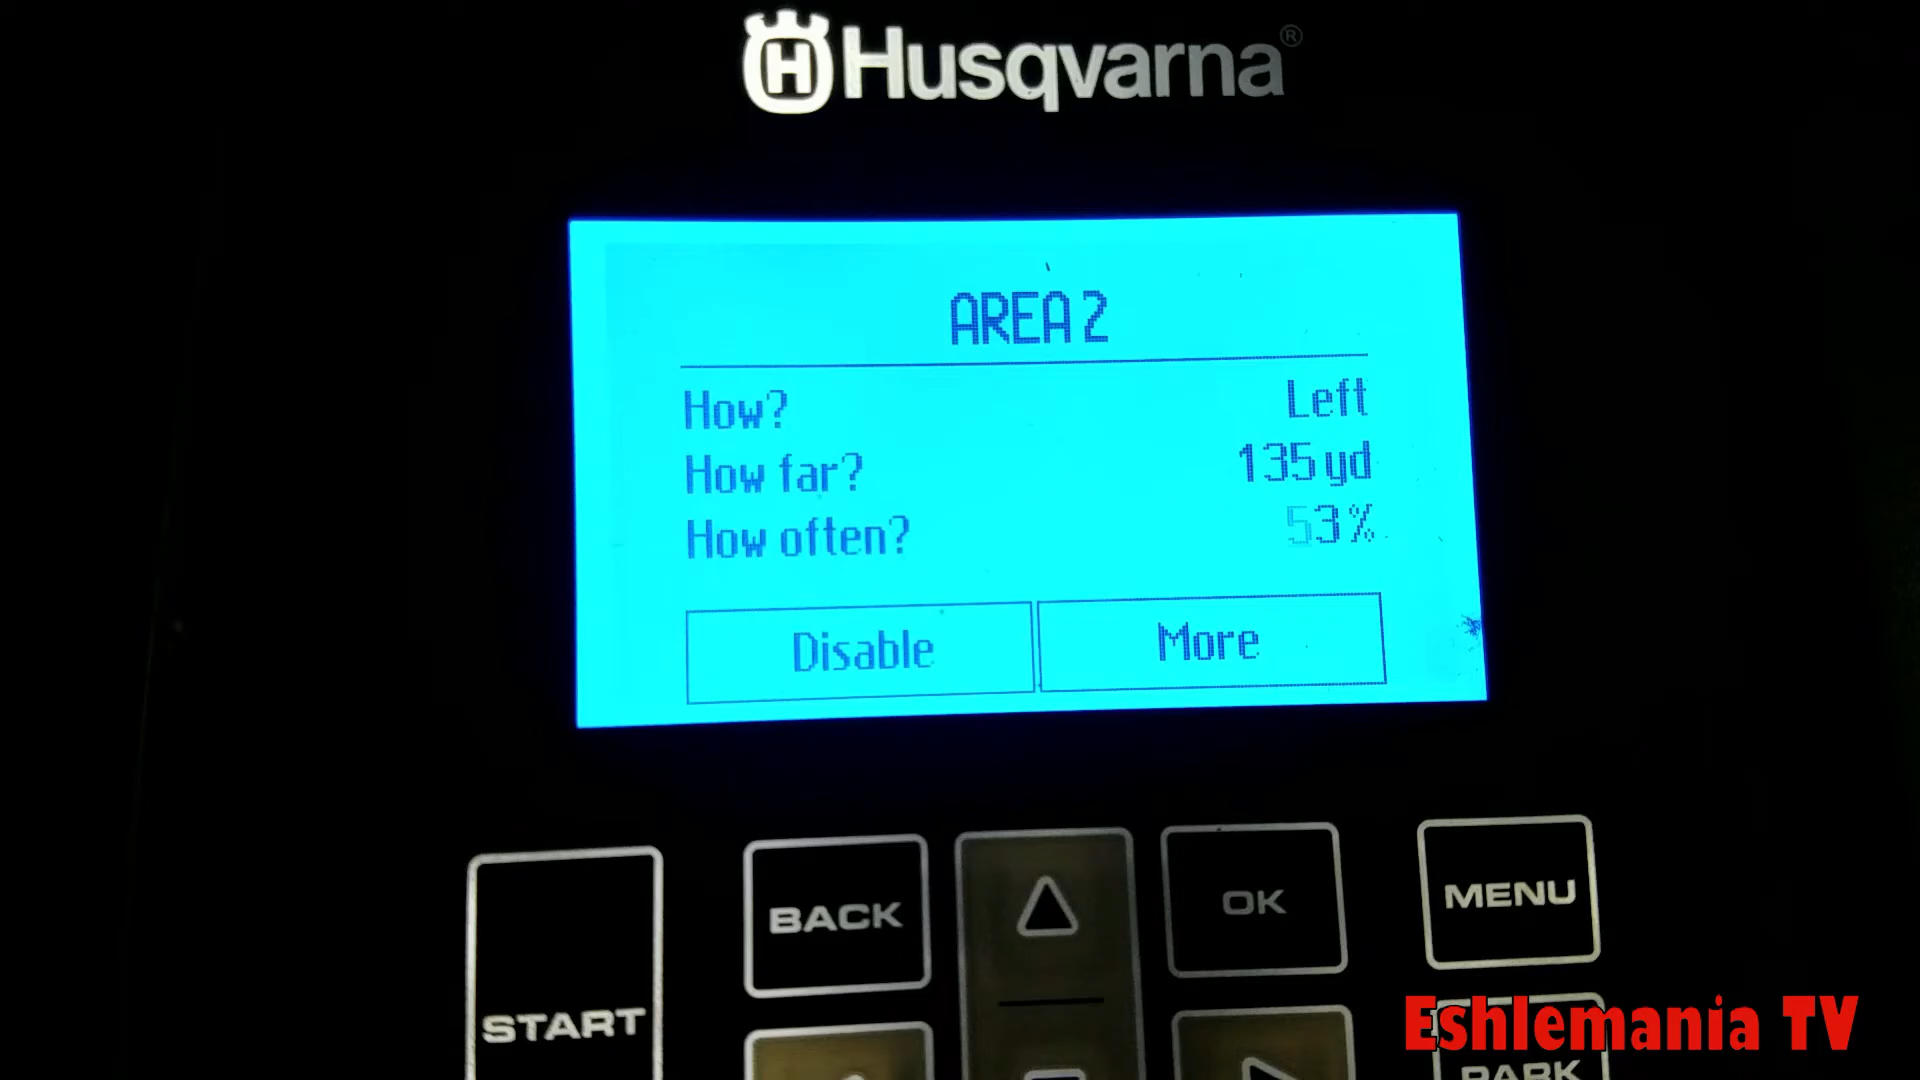 Husqvarna®
AREA 2
How? Left
How far? 135 yd
How often? 53%
Disable More
BACK OK MENU
START
PARK
Eshlemania TV